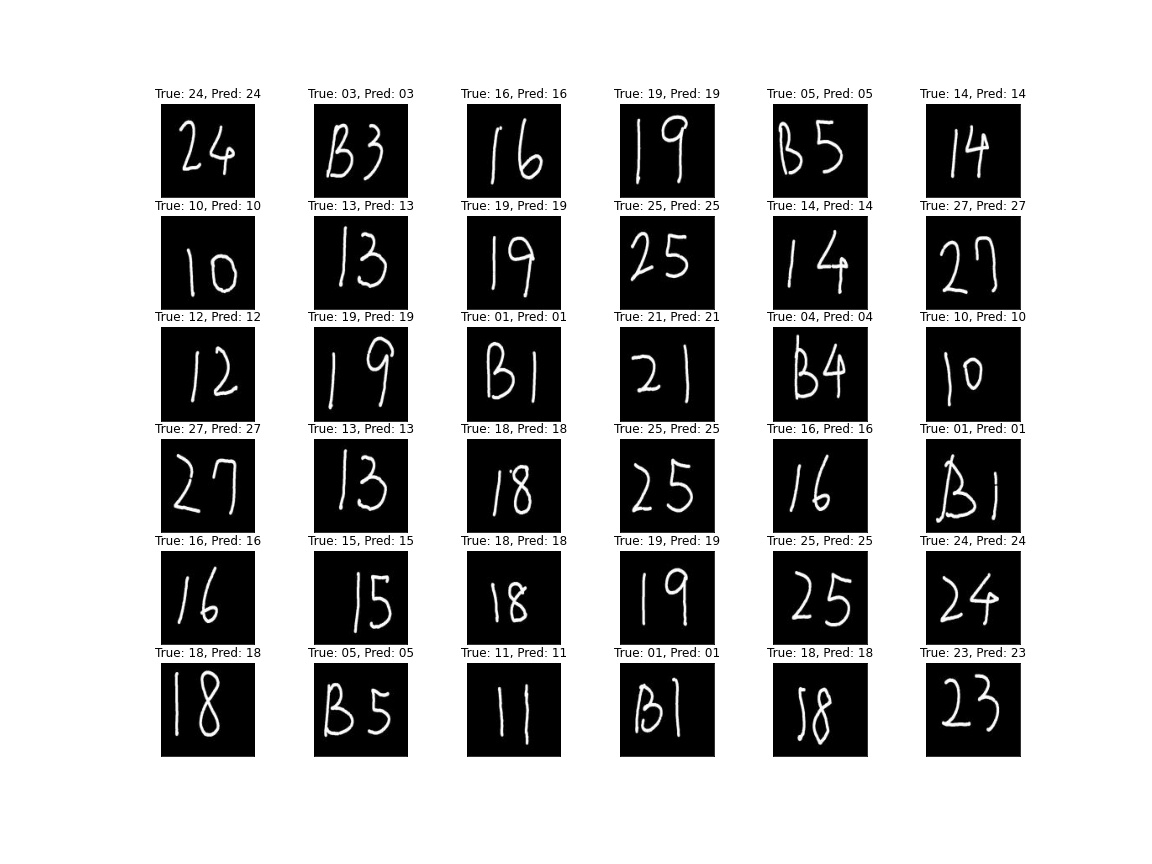 True: 24, Pred: 24 True: 03, Pred: 03 True: 16, Pred: 16 True: 19, Pred: 19 True: 05, Pred: 05 True: 14, Pred: 14
24 B3 16 19 B5 14
True: 10, Pred: 10 True: 13, Pred: 13 True: 19, Pred: 19 True: 25, Pred: 25 True: 14, Pred: 14 True: 27, Pred: 27
10 13 19 25 14 27
True: 12, Pred: 12 True: 19, Pred: 19 True: 01, Pred: 01 True: 21, Pred: 21 True: 04, Pred: 04 True: 10, Pred: 10
12 19 B1 21 B4 10
True: 27, Pred: 27 True: 13, Pred: 13 True: 18, Pred: 18 True: 25, Pred: 25 True: 16, Pred: 16 True: 01, Pred: 01
27 13 18 25 16 B1
True: 16, Pred: 16 True: 15, Pred: 15 True: 18, Pred: 18 True: 19, Pred: 19 True: 25, Pred: 25 True: 24, Pred: 24
16 15 18 19 25 24
True: 18, Pred: 18 True: 05, Pred: 05 True: 11, Pred: 11 True: 01, Pred: 01 True: 18, Pred: 18 True: 23, Pred: 23
18 B5 11 B1 18 23